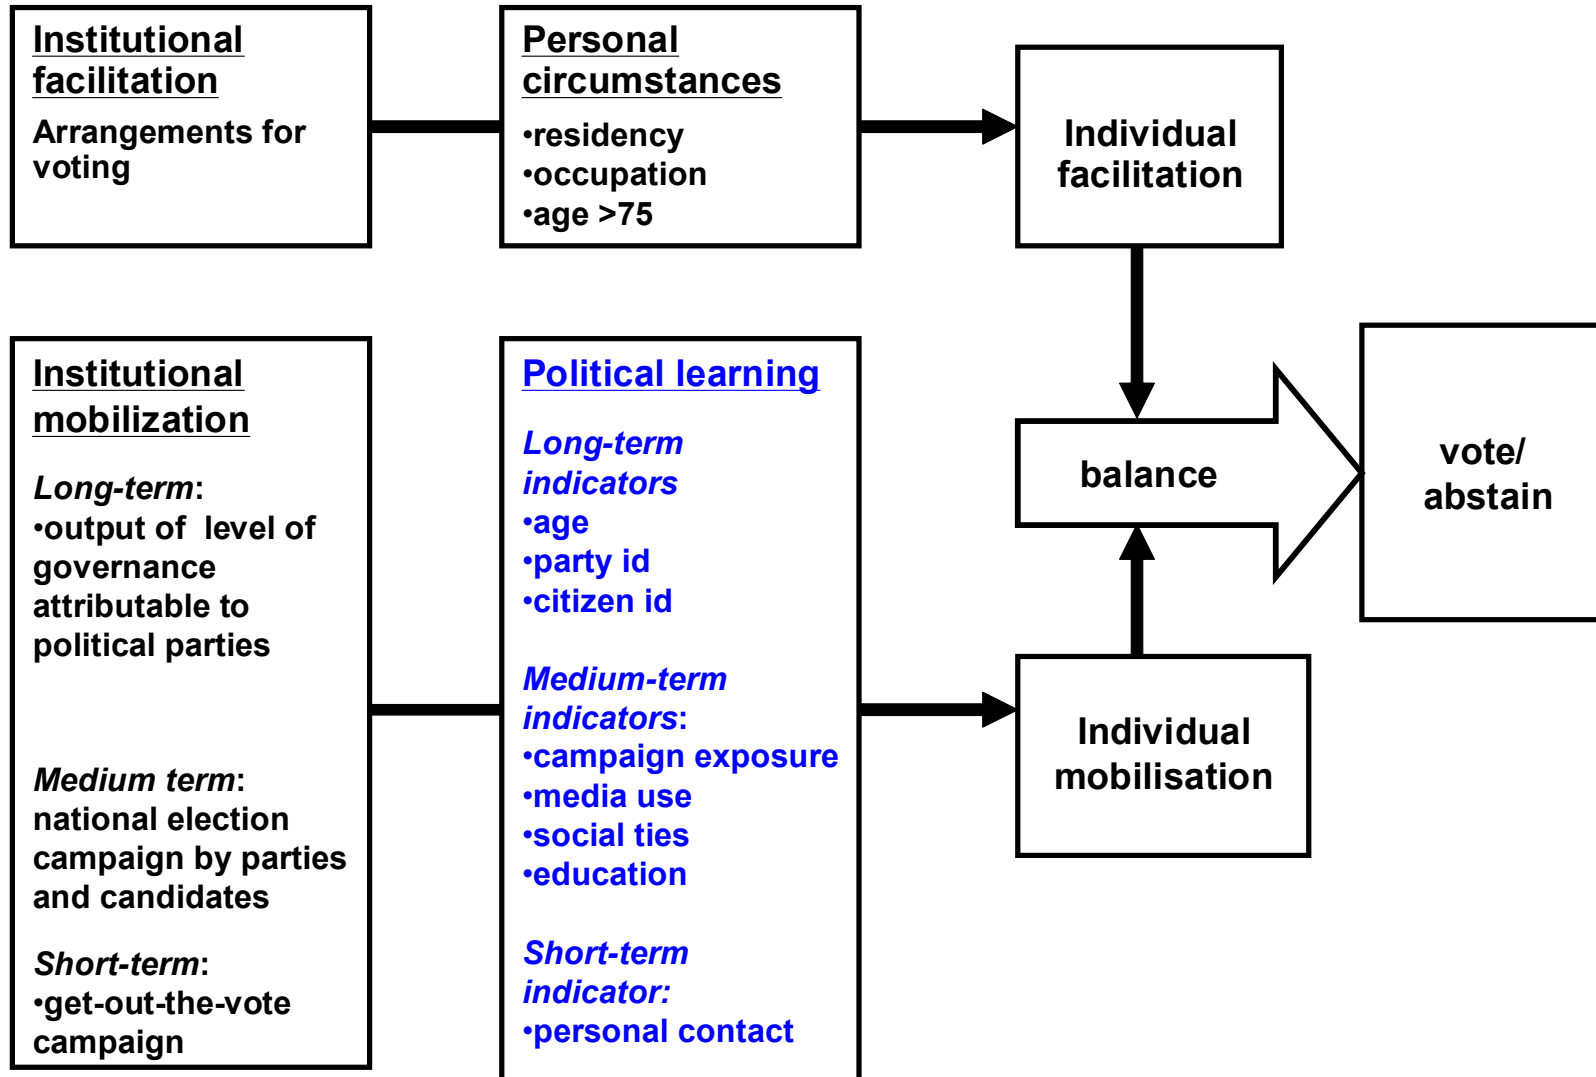 Institutional
facilitation
Arrangements for
voting
Personal
circumstances
•residency
•occupation
•age >75
Individual
facilitation
Institutional
mobilization
Long-term:
•output of  level of
governance
attributable to
political parties
Medium term:
national election
campaign by parties
and candidates
Short-term:
•get-out-the-vote
campaign
Political learning
Long-term
indicators
•age
•party id
•citizen id
Medium-term
indicators:
•campaign exposure
•media use
•social ties
•education
Short-term
indicator:
•personal contact
balance
Individual
mobilisation
vote/
abstain